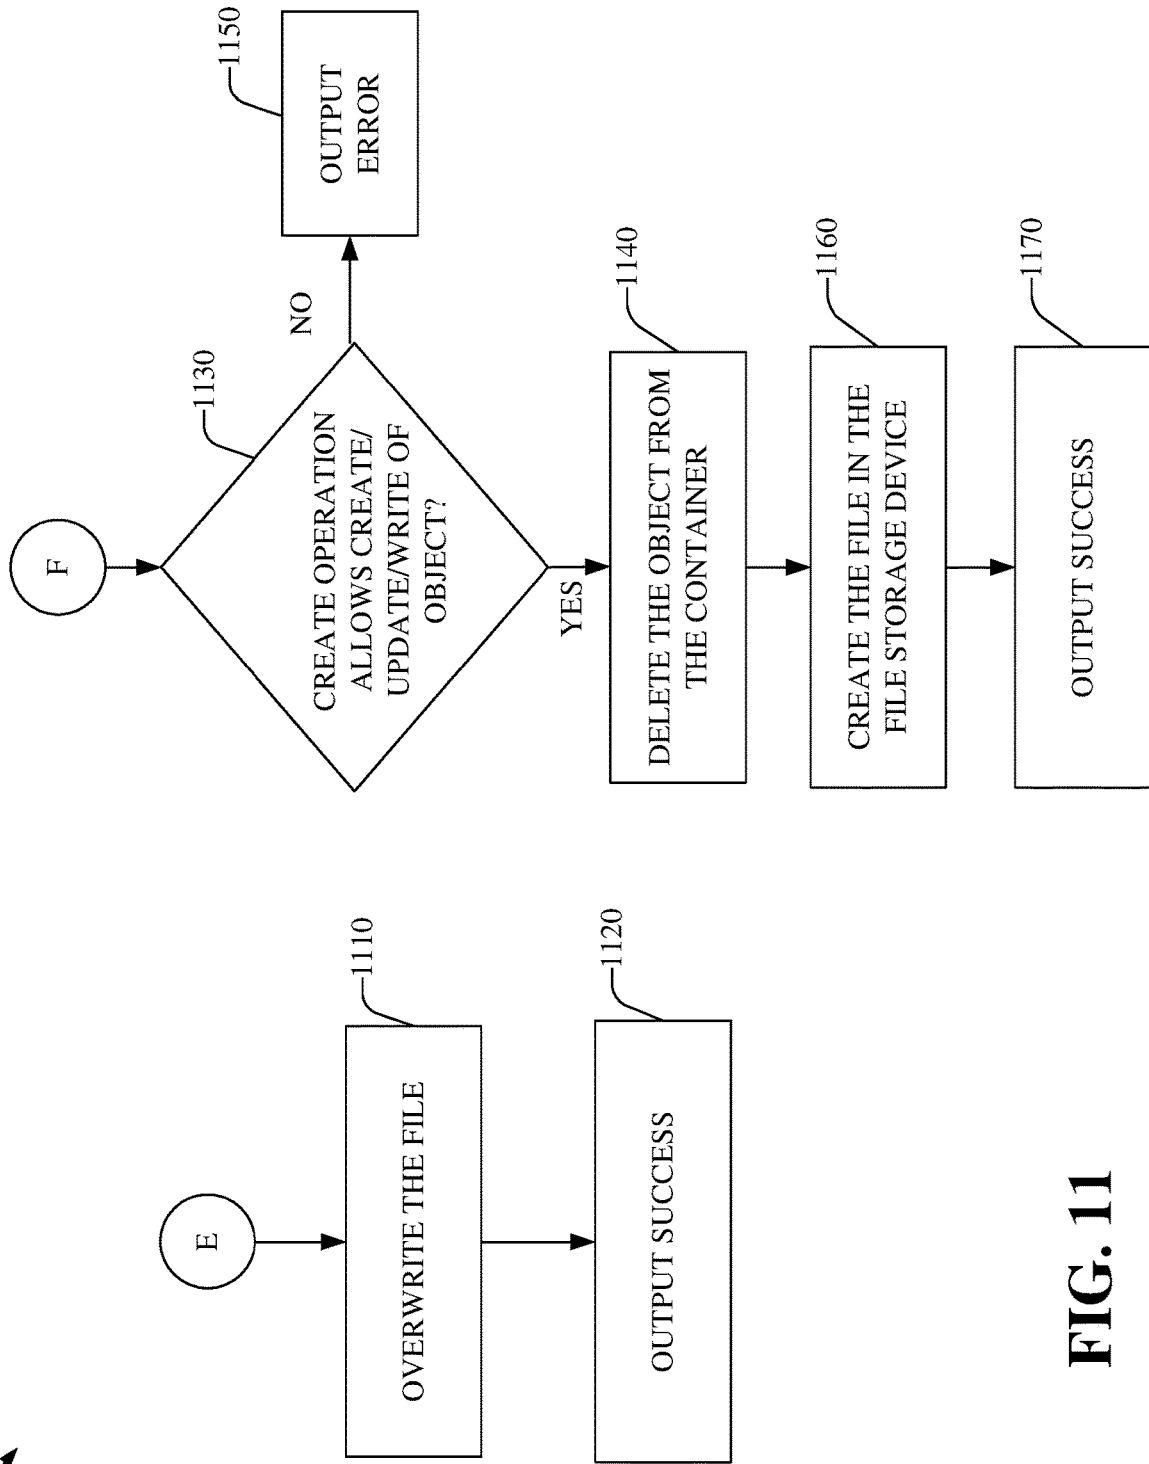 E
1110
OVERWRITE THE FILE
1120
OUTPUT SUCCESS
F
1130
CREATE OPERATION
ALLOWS CREATE/
UPDATE/WRITE OF
OBJECT?
NO
1150
OUTPUT
ERROR
YES
1140
DELETE THE OBJECT FROM
THE CONTAINER
1160
CREATE THE FILE IN THE
FILE STORAGE DEVICE
1170
OUTPUT SUCCESS
FIG. 11